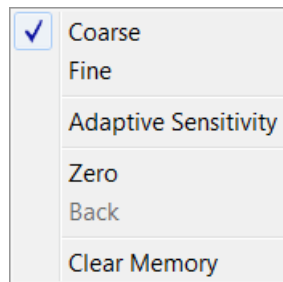 Coarse
Fine
Adaptive Sensitivity
Zero
Back
Clear Memory